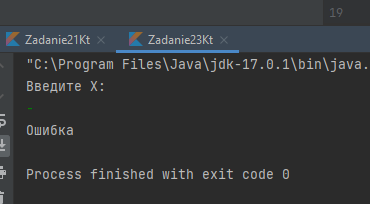 19
Zadanie21Kt Zadanie23Kt
"C:\Program Files\Java\jdk-17.0.1\bin\java.
Введите X:
-
Ошибка
Process finished with exit code 0